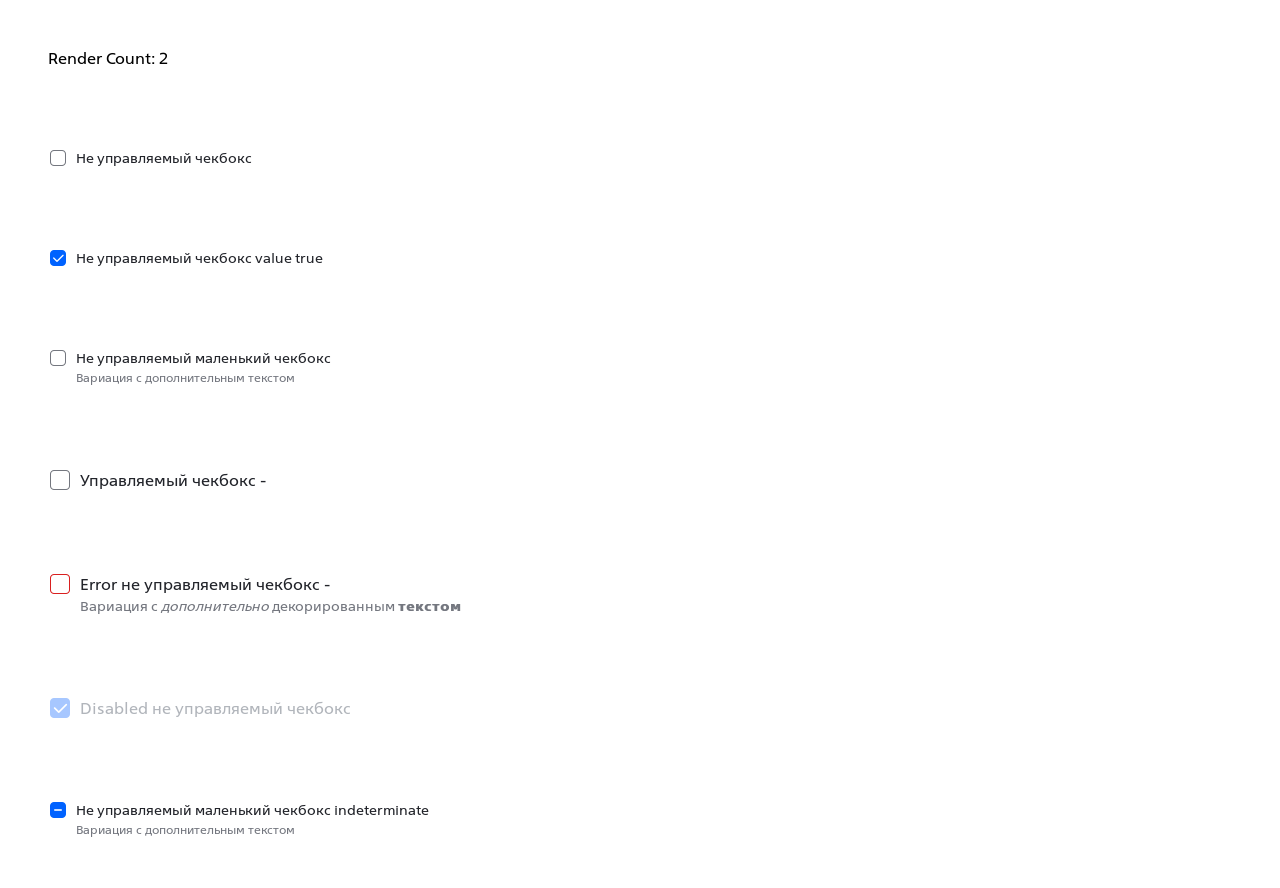 Render Count: 2
Не управляемый чекбокс
Не управляемый чекбокс value true
Не управляемый маленький чекбокс
Вариация с дополнительным текстом
Управляемый чекбокс -
Error не управляемый чекбокс -
Вариация с дополнительно декорированным текстом
Disabled не управляемый чекбокс
Не управляемый маленький чекбокс indeterminate
Вариация с дополнительным текстом